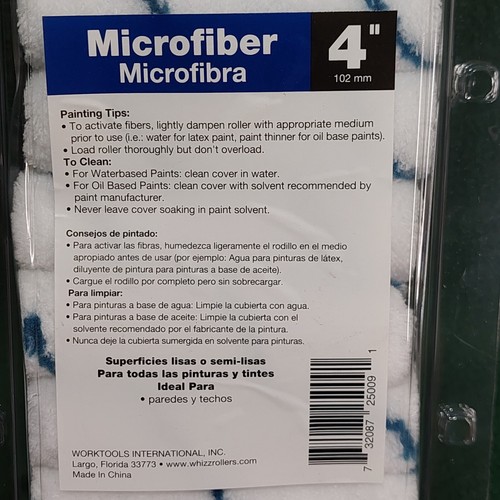 Microfiber
Microfibra
4"
102 mm
Painting Tips:
• To activate fibers, lightly dampen roller with appropriate medium
prior to use (i.e.: water for latex paint, paint thinner for oil base paints).
• Load roller thoroughly but don't overload.
To Clean:
• For Waterbased Paints: clean cover in water.
• For Oil Based Paints: clean cover with solvent recommended by
paint manufacturer.
• Never leave cover soaking in paint solvent.
Consejos de pintado:
• Para activar las fibras, humedezca ligeramente el rodillo en el medio
apropiado antes de usar (por ejemplo: Agua para pinturas de látex,
diluyente de pintura para pinturas a base de aceite).
• Cargue el rodillo por completo pero sin sobrecargar.
Para limpiar:
• Para pinturas a base de agua: Limpie la cubierta con agua.
• Para pinturas a base de aceite: Limpie la cubierta con el
solvente recomendado por el fabricante de la pintura.
• Nunca deje la cubierta sumergida en solvente para pinturas.
Superficies lisas o semi-lisas
Para todas las pinturas y tintes
Ideal Para
• paredes y techos
WORKTOOLS INTERNATIONAL, INC.
Largo, Florida 33773 • www.whizzrollers.com
Made In China
7 32087 25009 1